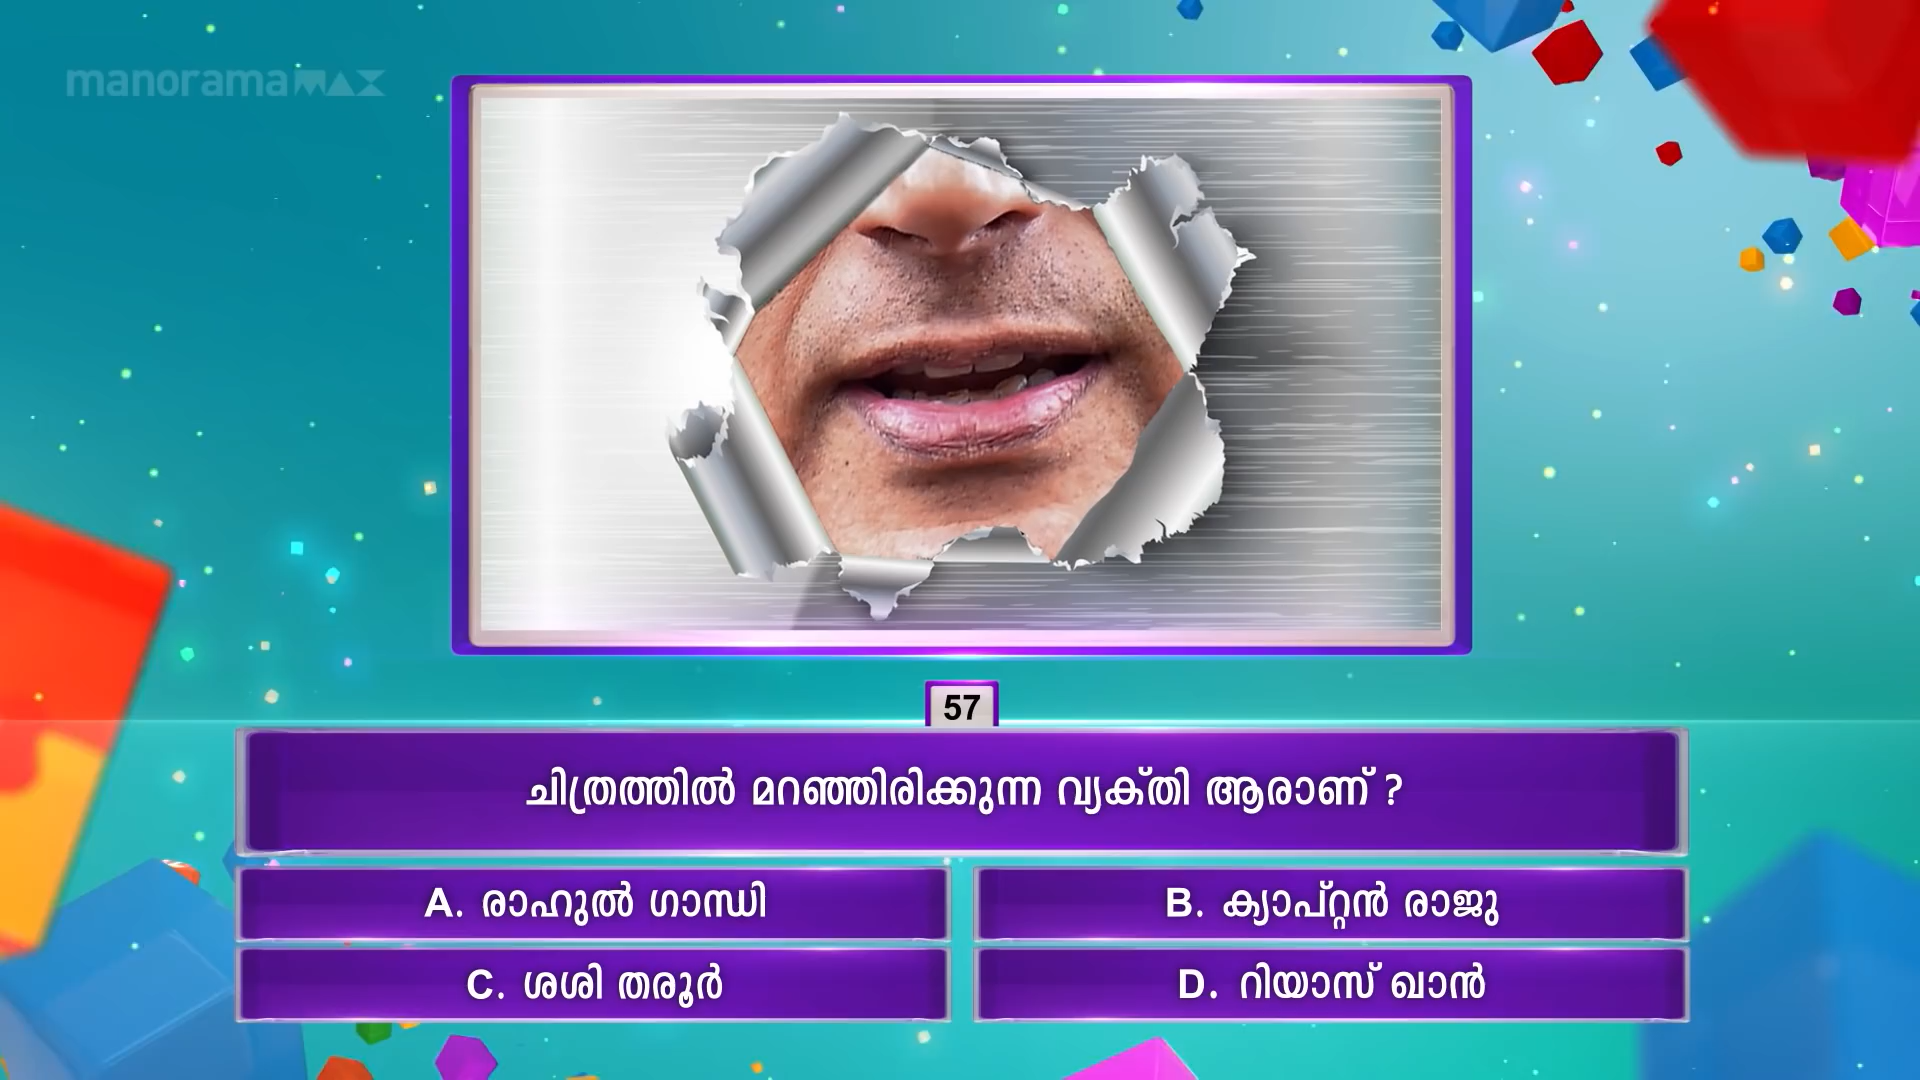 manoramaMAX
57
ചിത്രത്തിൽ മറഞ്ഞിരിക്കുന്ന വ്യക്തി ആരാണ് ?
A. രാഹുൽ ഗാന്ധി
B. ക്യാപ്റ്റൻ രാജു
C. ശശി തരൂർ
D. റിയാസ് ഖാൻ